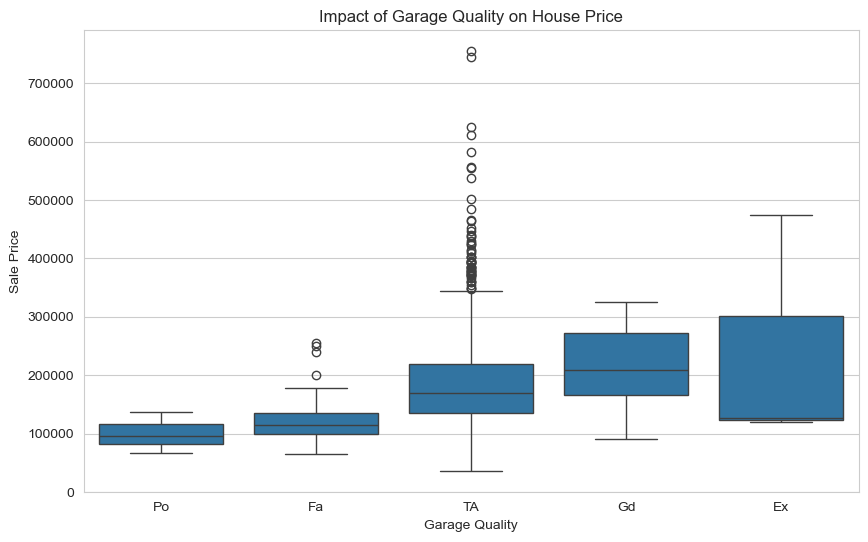 Impact of Garage Quality on House Price
700000
600000
500000
400000
300000
200000
100000
0
Sale Price
Po Fa TA Gd Ex
Garage Quality